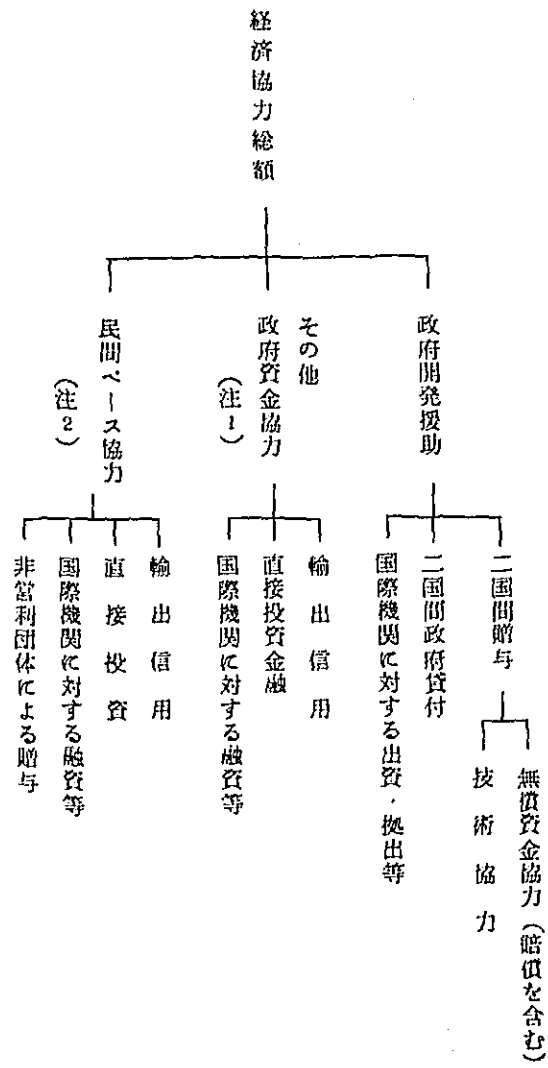 経済協力総額
政府開発援助
二国間贈与
無償資金協力(賠償を含む)
技術協力
二国間政府貸付
国際機関に対する出資・拠出等
その他
政府資金協力
(注1)
輸出信用
直接投資金融
国際機関に対する融資等
民間ベース協力
(注2)
輸出信用
直接投資
国際機関に対する融資等
非営利団体による贈与